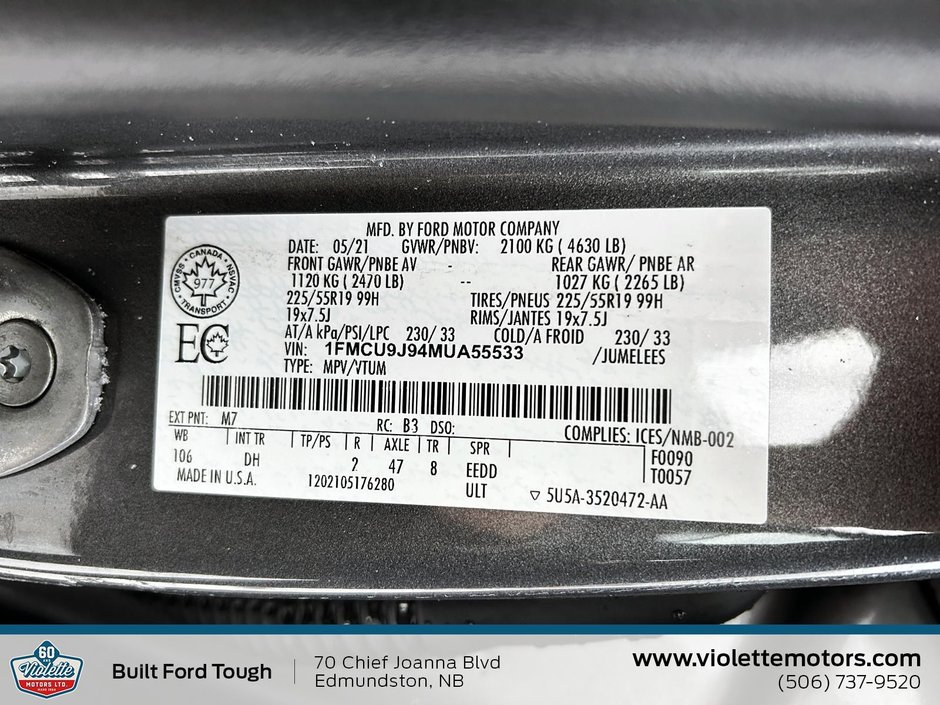 MFD. BY FORD MOTOR COMPANY
DATE: 05/21 GVWR/PNBV: 2100 KG ( 4630 LB)
FRONT GAWR/PNBE AV - REAR GAWR/ PNBE AR
1120 KG ( 2470 LB) -- 1027 KG ( 2265 LB)
225/55R19 99H TIRES/PNEUS 225/55R19 99H
19x7.5J RIMS/JANTES 19x7.5J
AT/A kPa/PSI/LPC 230/ 33 COLD/A FROID 230/ 33
VIN: 1FMCU9J94MUA55533 /JUMELEES
TYPE: MPV/VTUM
CANADA
CMVSS 977 NSVAC
TRANSPORT
EC
EXT PNT: M7 RC: B3 DSO: COMPLIES: ICES/NMB-002
WB INT TR TP/PS R AXLE TR SPR F0090
106 DH 2 47 8 EEDD T0057
MADE IN U.S.A. 1202105176280 ULT ▽ 5U5A-3520472-AA
60
Violette
MOTORS LTD.
Built Ford Tough
70 Chief Joanna Blvd
Edmundston, NB
www.violettemotors.com
(506) 737-9520